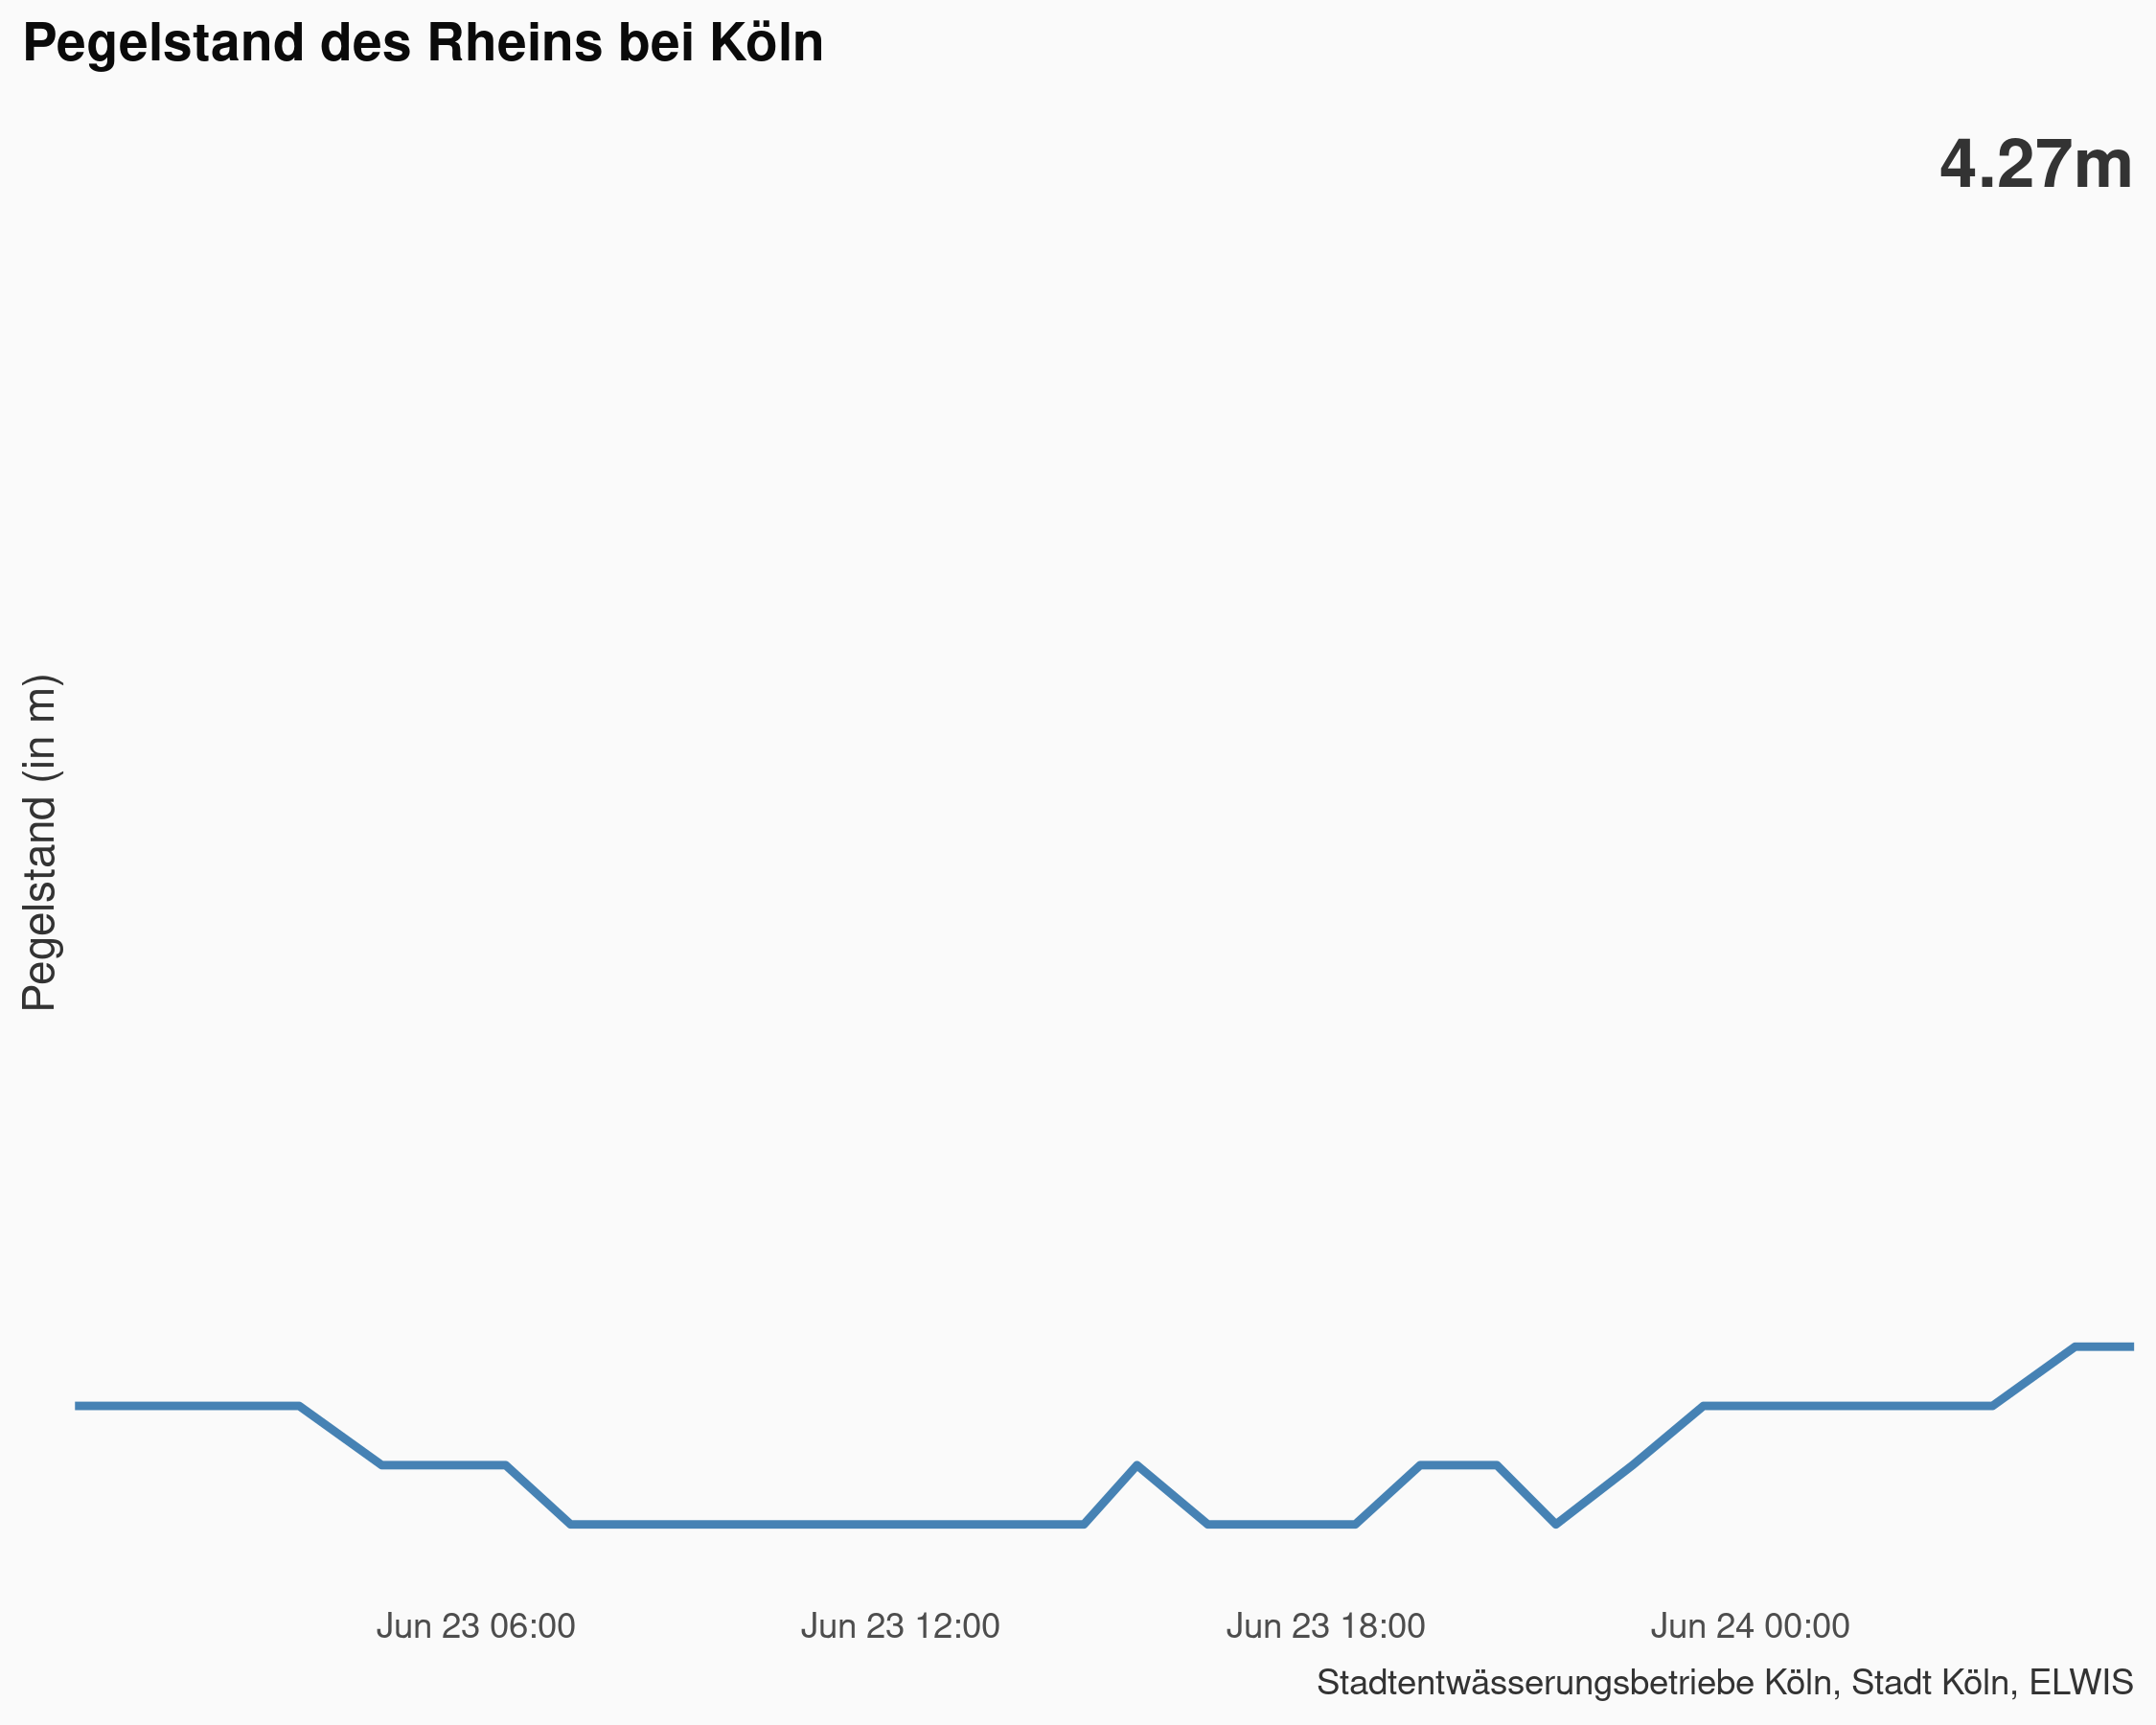 Pegelstand des Rheins bei Köln
4.27m
Pegelstand (in m)
Jun 23 06:00
Jun 23 12:00
Jun 23 18:00
Jun 24 00:00
Stadtentwässerungsbetriebe Köln, Stadt Köln, ELWIS